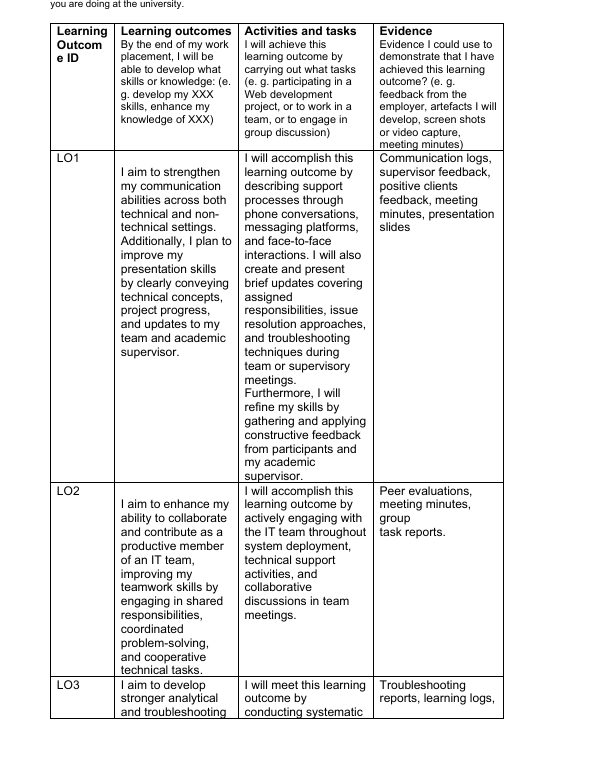 you are doing at the university.
Learning
Outcom
e ID
Learning outcomes
By the end of my work
placement, I will be
able to develop what
skills or knowledge: (e.
g. develop my XXX
skills, enhance my
knowledge of XXX)
Activities and tasks
I will achieve this
learning outcome by
carrying out what tasks
(e. g. participating in a
Web development
project, or to work in a
team, or to engage in
group discussion)
Evidence
Evidence I could use to
demonstrate that I have
achieved this learning
outcome? (e. g.
feedback from the
employer, artefacts I will
develop, screen shots
or video capture,
meeting minutes)
LO1
I aim to strengthen
my communication
abilities across both
technical and non-
technical settings.
Additionally, I plan to
improve my
presentation skills
by clearly conveying
technical concepts,
project progress,
and updates to my
team and academic
supervisor.
I will accomplish this
learning outcome by
describing support
processes through
phone conversations,
messaging platforms,
and face-to-face
interactions. I will also
create and present
brief updates covering
assigned
responsibilities, issue
resolution approaches,
and troubleshooting
techniques during
team or supervisory
meetings.
Furthermore, I will
refine my skills by
gathering and applying
constructive feedback
from participants and
my academic
supervisor.
Communication logs,
supervisor feedback,
positive clients
feedback, meeting
minutes, presentation
slides
LO2
I aim to enhance my
ability to collaborate
and contribute as a
productive member
of an IT team,
improving my
teamwork skills by
engaging in shared
responsibilities,
coordinated
problem-solving,
and cooperative
technical tasks.
I will accomplish this
learning outcome by
actively engaging with
the IT team throughout
system deployment,
technical support
activities, and
collaborative
discussions in team
meetings.
Peer evaluations,
meeting minutes,
group
task reports.
LO3
I aim to develop
stronger analytical
and troubleshooting
I will meet this learning
outcome by
conducting systematic
Troubleshooting
reports, learning logs,